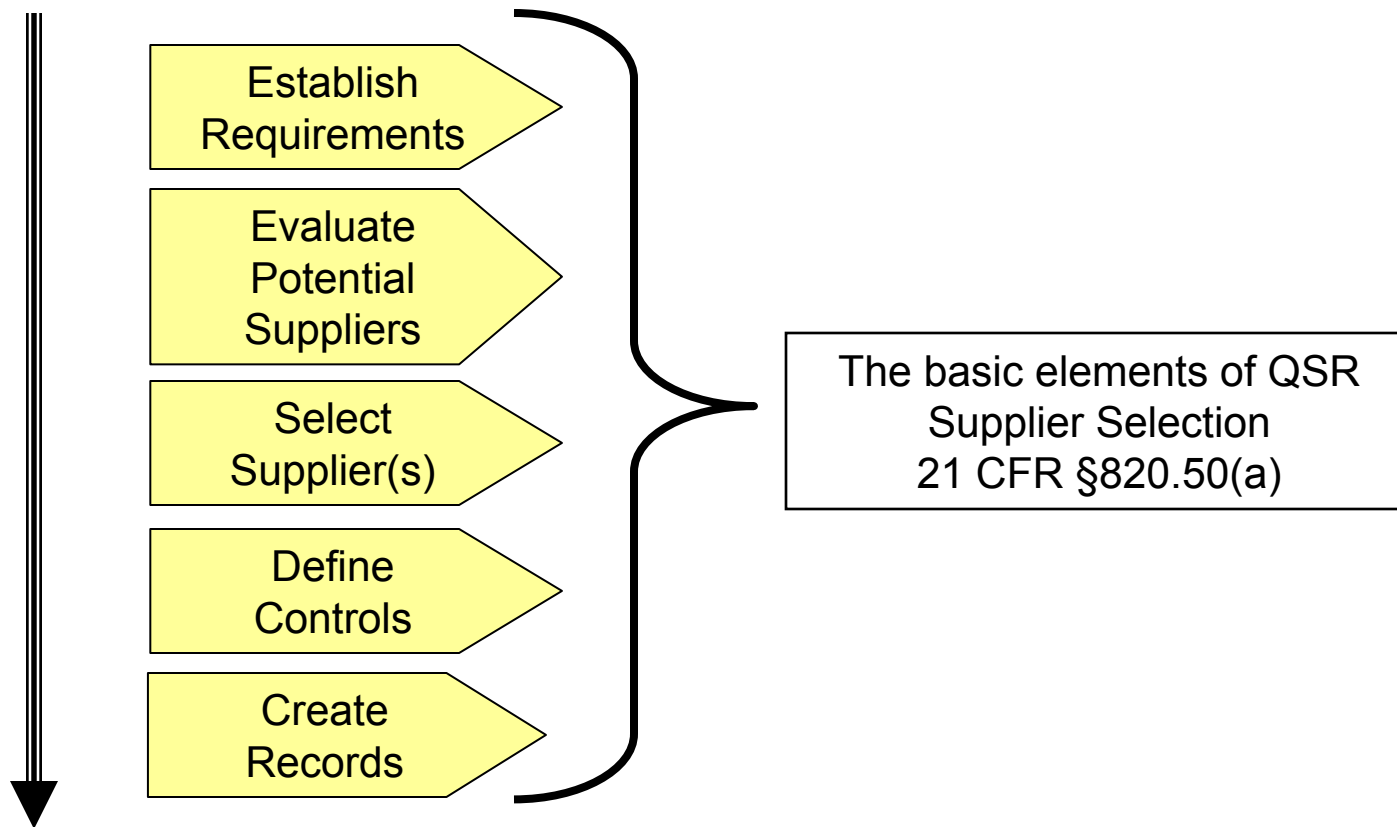 Establish
Requirements
Evaluate
Potential
Suppliers
Select
Supplier(s)
Define
Controls
Create
Records
The basic elements of QSR
Supplier Selection
21 CFR §820.50(a)